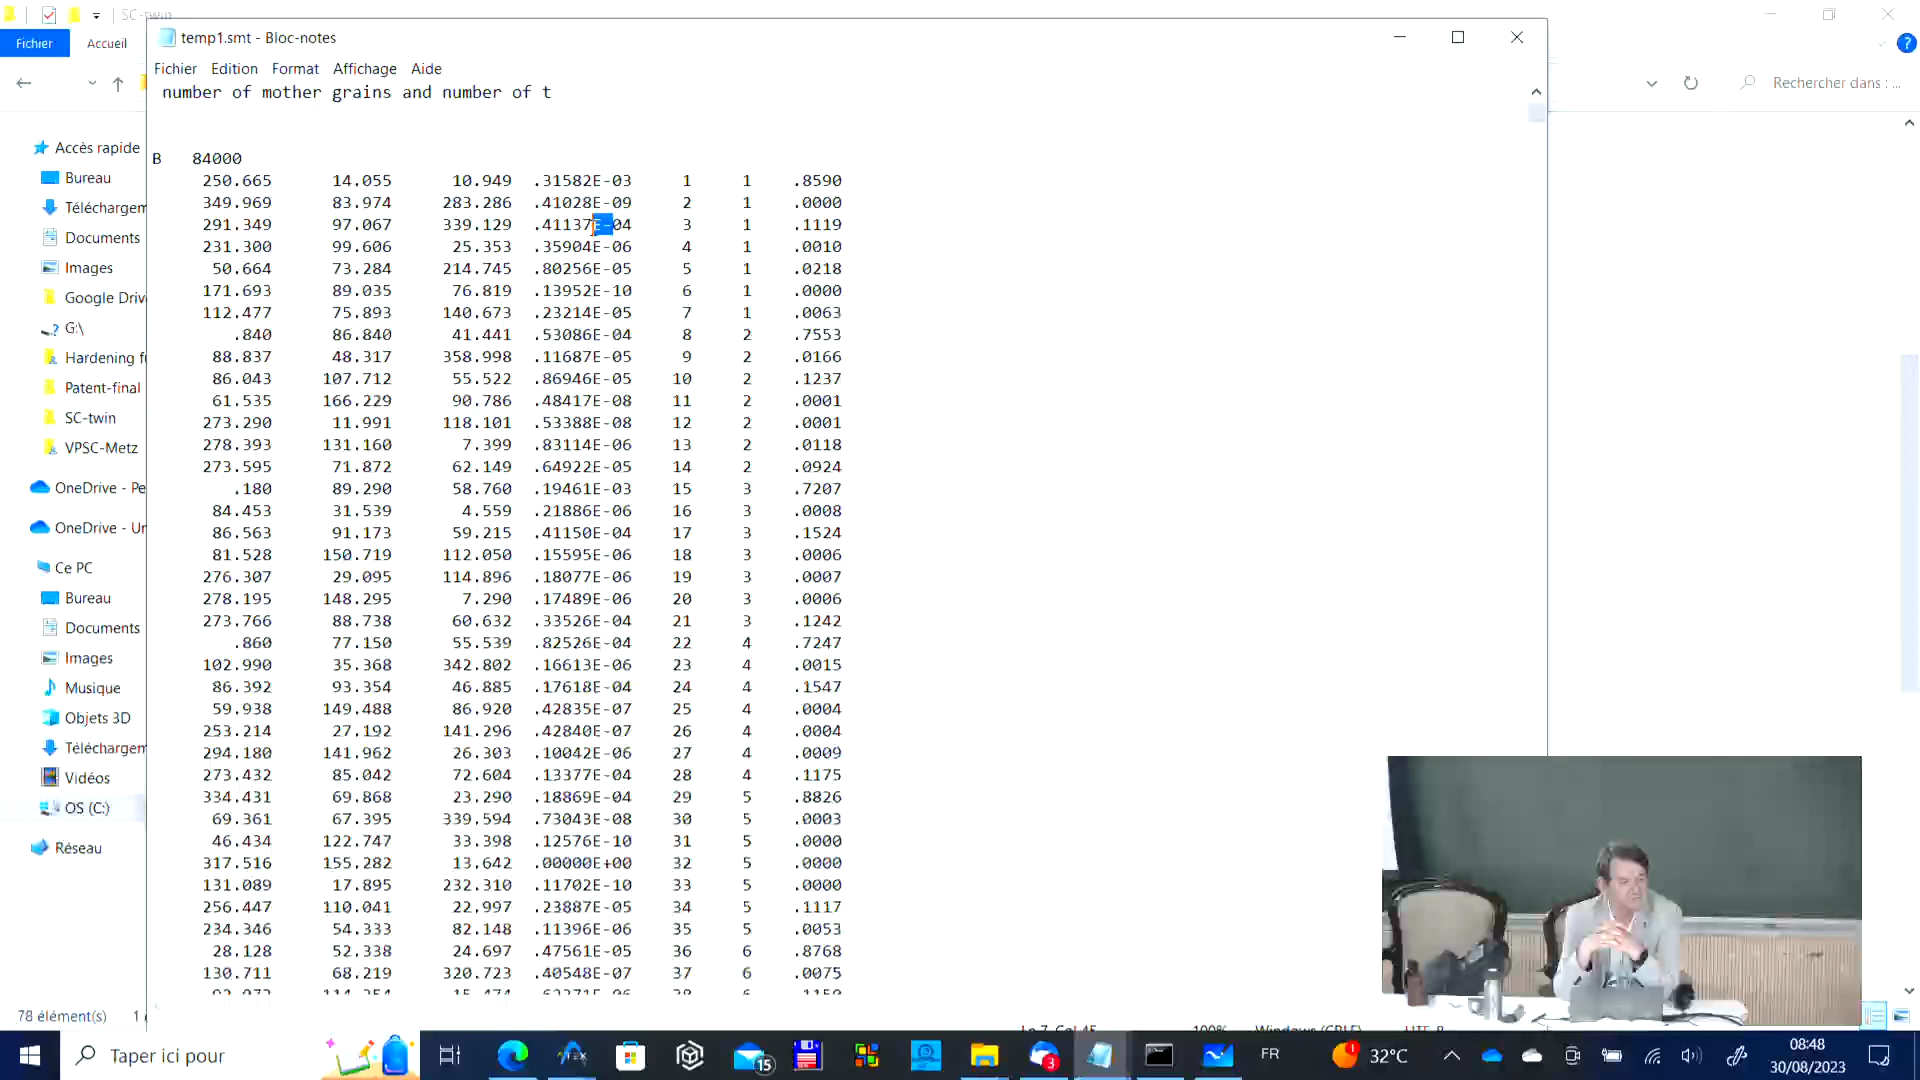 SC-twin
temp1.smt - Bloc-notes
Fichier Accueil
Fichier Edition Format Affichage Aide
Rechercher dans : ...
number of mother grains and number of t
B 84000
250.665 14.055 10.949 .31582E-03 1 1 .8590
349.969 83.974 283.286 .41028E-09 2 1 .0000
291.349 97.067 339.129 .41137E-04 3 1 .1119
231.300 99.606 25.353 .35904E-06 4 1 .0010
50.664 73.284 214.745 .80256E-05 5 1 .0218
171.693 89.035 76.819 .13952E-10 6 1 .0000
112.477 75.893 140.673 .23214E-05 7 1 .0063
.840 86.840 41.441 .53086E-04 8 2 .7553
88.837 48.317 358.998 .11687E-05 9 2 .0166
86.043 107.712 55.522 .86946E-05 10 2 .1237
61.535 166.229 90.786 .48417E-08 11 2 .0001
273.290 11.991 118.101 .53388E-08 12 2 .0001
278.393 131.160 7.399 .83114E-06 13 2 .0118
273.595 71.872 62.149 .64922E-05 14 2 .0924
.180 89.290 58.760 .19461E-03 15 3 .7207
84.453 31.539 4.559 .21886E-06 16 3 .0008
86.563 91.173 59.215 .41150E-04 17 3 .1524
81.528 150.719 112.050 .15595E-06 18 3 .0006
276.307 29.095 114.896 .18077E-06 19 3 .0007
278.195 148.295 7.290 .17489E-06 20 3 .0006
273.766 88.738 60.632 .33526E-04 21 3 .1242
.860 77.150 55.539 .82526E-04 22 4 .7247
102.990 35.368 342.802 .16613E-06 23 4 .0015
86.392 93.354 46.885 .17618E-04 24 4 .1547
59.938 149.488 86.920 .42835E-07 25 4 .0004
253.214 27.192 141.296 .42840E-07 26 4 .0004
294.180 141.962 26.303 .10042E-06 27 4 .0009
273.432 85.042 72.604 .13377E-04 28 4 .1175
334.431 69.868 23.290 .18869E-04 29 5 .8826
69.361 67.395 339.594 .73043E-08 30 5 .0003
46.434 122.747 33.398 .12576E-10 31 5 .0000
317.516 155.282 13.642 .00000E+00 32 5 .0000
131.089 17.895 232.310 .11702E-10 33 5 .0000
256.447 110.041 22.997 .23887E-05 34 5 .1117
234.346 54.333 82.148 .11396E-06 35 5 .0053
28.128 52.338 24.697 .47561E-05 36 6 .8768
130.711 68.219 320.723 .40548E-07 37 6 .0075
Accès rapide
Bureau
Téléchargem
Documents
Images
Google Driv
G:\
Hardening f
Patent-final
SC-twin
VPSC-Metz
OneDrive - Pe
OneDrive - Ur
Ce PC
Bureau
Documents
Images
Musique
Objets 3D
Téléchargem
Vidéos
OS (C:)
Réseau
78 élément(s) 1
Ln 7, Col 45 100% Windows (CRLF) UTF-8
Taper ici pour
15
3
FR
32°C
08:48
30/08/2023